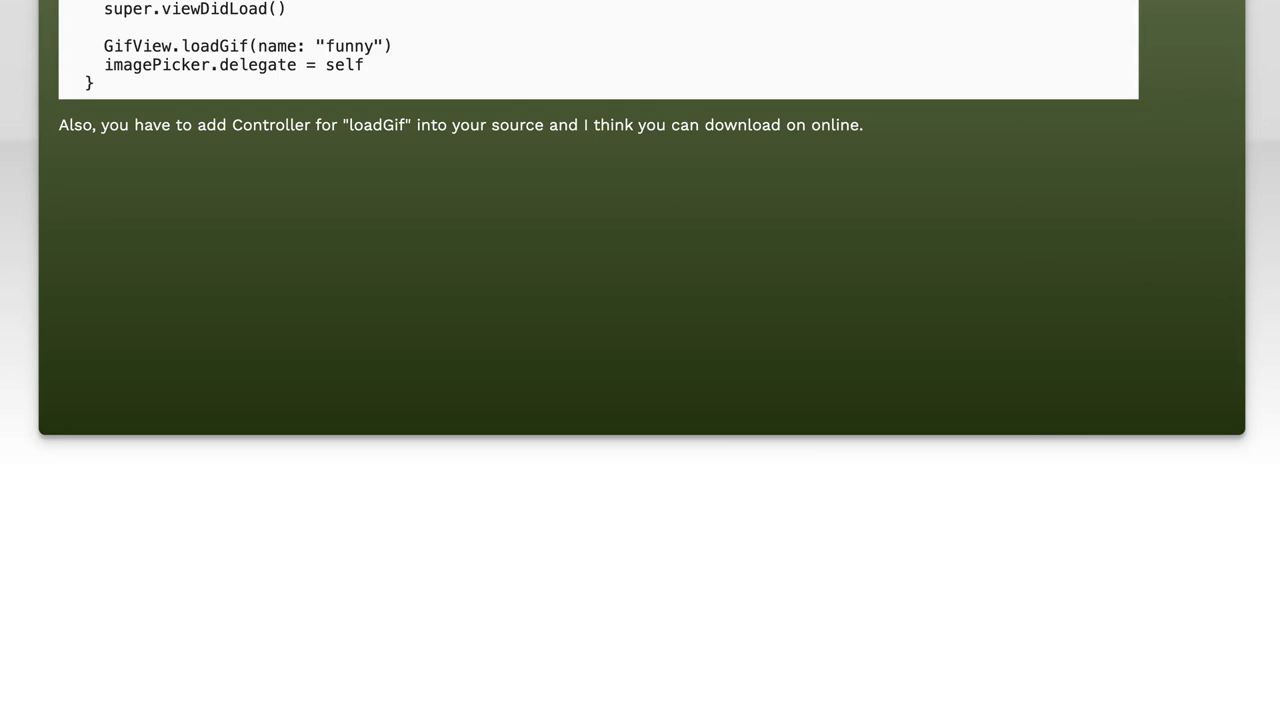 super.viewDidLoad()
GifView.loadGif(name: "funny")
imagePicker.delegate = self
}
Also, you have to add Controller for "loadGif" into your source and I think you can download on online.